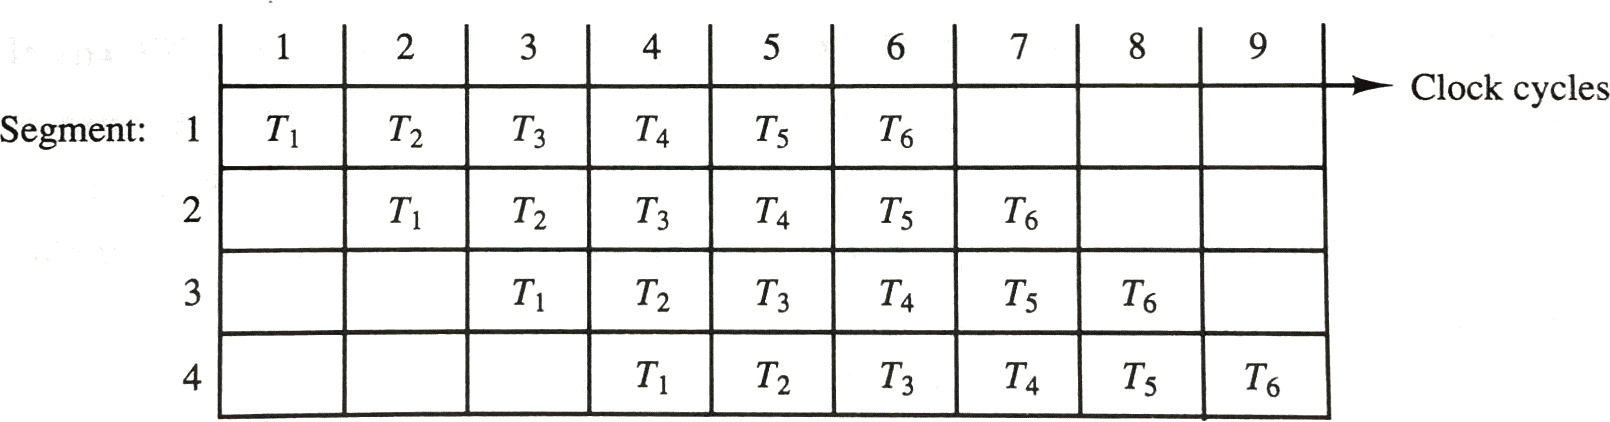 1 2 3 4 5 6 7 8 9
Clock cycles
Segment: 1 T1 T2 T3 T4 T5 T6
2 T1 T2 T3 T4 T5 T6
3 T1 T2 T3 T4 T5 T6
4 T1 T2 T3 T4 T5 T6